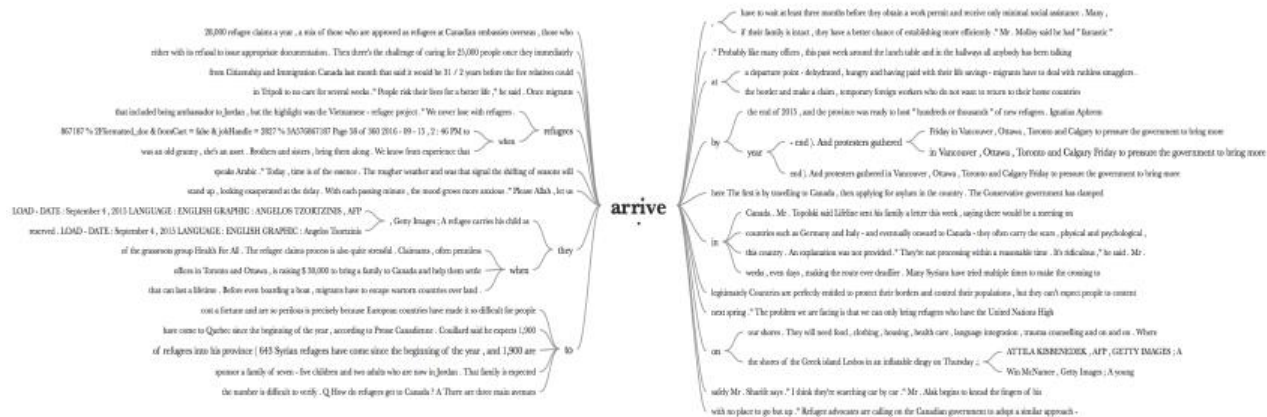 20,000 refugee claims a year , a mix of those who are approved as refugees at Canadian embassies overseas , those who
either with its refusal to issue appropriate documentation . Then there's the challenge of caring for 25,000 people once they immediately
from Citizenship and Immigration Canada last month that said it would be 31 / 2 years before the five relatives could
in Tripoli to no care for several weeks . " People risk their lives for a better life , " he said . Once migrants
that included being ambassador to Jordan , but the highlight was the Vietnamese - refugee project . " We never lose with refugees .
867187 % 2Formatted_doc & fromCart = false & jobHandle = 2827 % 3A576867187 Page 58 of 360 2016 - 09 - 15 , 2 : 46 PM to
was an old granny , she's an asset . Brothers and sisters , bring them along . We know from experience that
when
refugees
speaks Arabic . " Today , time is of the essence . The rougher weather and seas that signal the shifting of seasons will
stand up , looking exasperated at the delay . With each passing minute , the mood grows more anxious . " Please Allah , let us
LOAD - DATE : September 4 , 2015 LANGUAGE : ENGLISH GRAPHIC : ANGELOS TZORTZINIS , AFP
reserved . LOAD - DATE : September 4 , 2015 LANGUAGE : ENGLISH GRAPHIC : Angelos Tzortzinis
, Getty Images ; A refugee carries his child as
of the grassroots group Health For All . The refugee claims process is also quite stressful . Claimants , often penniless
offices in Toronto and Ottawa , is raising $ 30,000 to bring a family to Canada and help them settle
that can last a lifetime . Before even boarding a boat , migrants have to escape wartorn countries over land .
when
they
cost a fortune and are so perilous is precisely because European countries have made it so difficult for people
have come to Quebec since the beginning of the year , according to Presse Canadienne . Couillard said he expects 1,900
of refugees into his province ( 643 Syrian refugees have come since the beginning of the year , and 1,900 are
sponsor a family of seven - five children and two adults who are now in Jordan . That family is expected
the number is difficult to verify . Q How do refugees get to Canada ? A There are three main avenues
to
arrive
.
,
have to wait at least three months before they obtain a work permit and receive only minimal social assistance . Many ,
if their family is intact , they have a better chance of establishing more efficiently . " Mr . Molloy said he had " fantastic "
. " Probably like many offices , this past week around the lunch table and in the hallways all anybody has been talking
at
a departure point - dehydrated , hungry and having paid with their life savings - migrants have to deal with ruthless smugglers .
the border and make a claim , temporary foreign workers who do not want to return to their home countries
by
the end of 2015 , and the province was ready to host " hundreds or thousands " of new refugees . Ignatius Aphrem
year
- end ) . And protesters gathered
Friday in Vancouver , Ottawa , Toronto and Calgary to pressure the government to bring more
in Vancouver , Ottawa , Toronto and Calgary Friday to pressure the government to bring more
end ) . And protesters gathered in Vancouver , Ottawa , Toronto and Calgary Friday to pressure the government to bring more
here The first is by travelling to Canada , then applying for asylum in the country . The Conservative government has clamped
in
Canada . Mr . Topolski said Lifeline sent his family a letter this week , saying there would be a meeting on
countries such as Germany and Italy - and eventually onward to Canada - they often carry the scars , physical and psychological ,
this country . An explanation was not provided . " They're not processing within a reasonable time . It's ridiculous , " he said . Mr .
weeks , even days , making the route ever deadlier . Many Syrians have tried multiple times to make the crossing to
legitimately Countries are perfectly entitled to protect their borders and control their populations , but they can't expect people to consent
next spring . " The problem we are facing is that we can only bring refugees who have the United Nations High
on
our shores . They will need food , clothing , housing , health care , language integration , trauma counselling and on and on . Where
the shores of the Greek island Lesbos in an inflatable dingy on Thursday . ;
ATTILA KISBENEDEK , AFP , GETTY IMAGES ; A
Win McNamee , Getty Images ; A young
safely Mr . Sharifs says . " I think they're searching car by car . " Mr . Alak begins to knead the fingers of his
with no place to go but up . " Refugee advocates are calling on the Canadian government to adopt a similar approach -